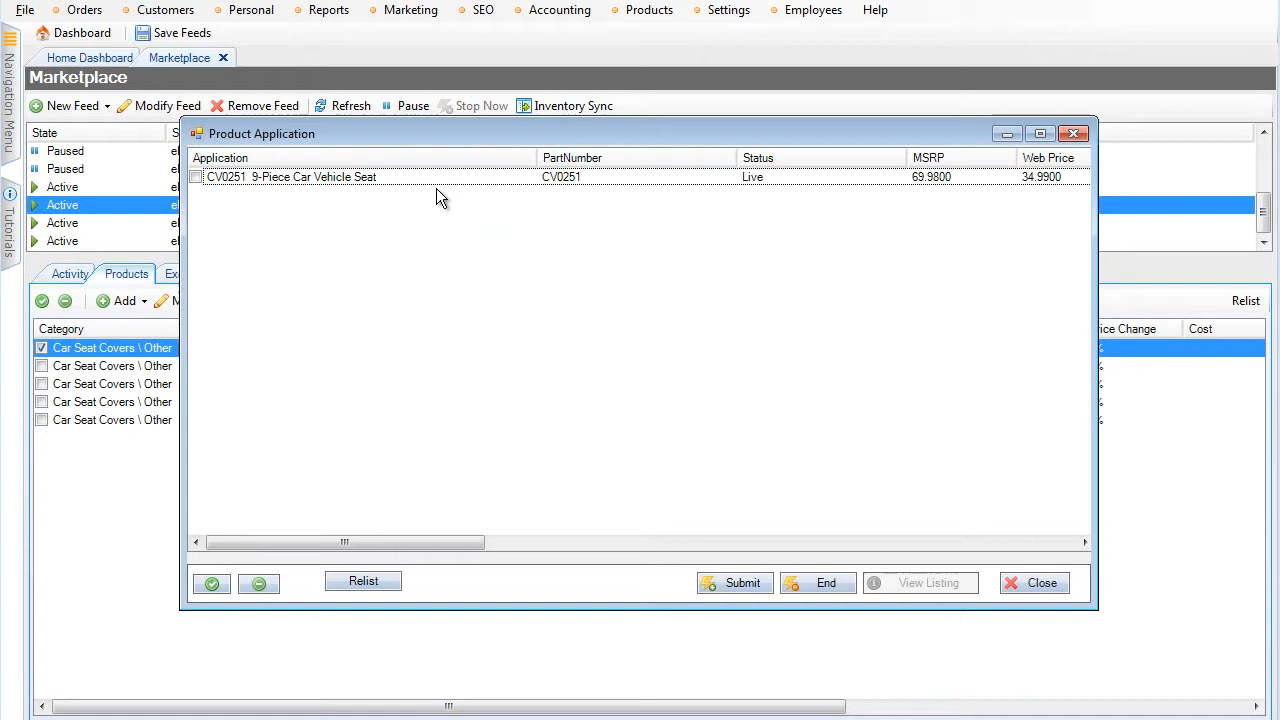 File Orders Customers Personal Reports Marketing SEO Accounting Products Settings Employees Help
Dashboard Save Feeds
Home Dashboard Marketplace
Marketplace
New Feed Modify Feed Remove Feed Refresh Pause Stop Now Inventory Sync
Navigation Menu
Tutorials
State
Paused
Paused
Active
Active
Active
Active
Product Application
Application PartNumber Status MSRP Web Price
CV0251 9-Piece Car Vehicle Seat CV0251 Live 69.9800 34.9900
Relist Submit End View Listing Close
Activity Products
Add Relist
Category rice Change Cost
Car Seat Covers \ Other
Car Seat Covers \ Other
Car Seat Covers \ Other
Car Seat Covers \ Other
Car Seat Covers \ Other